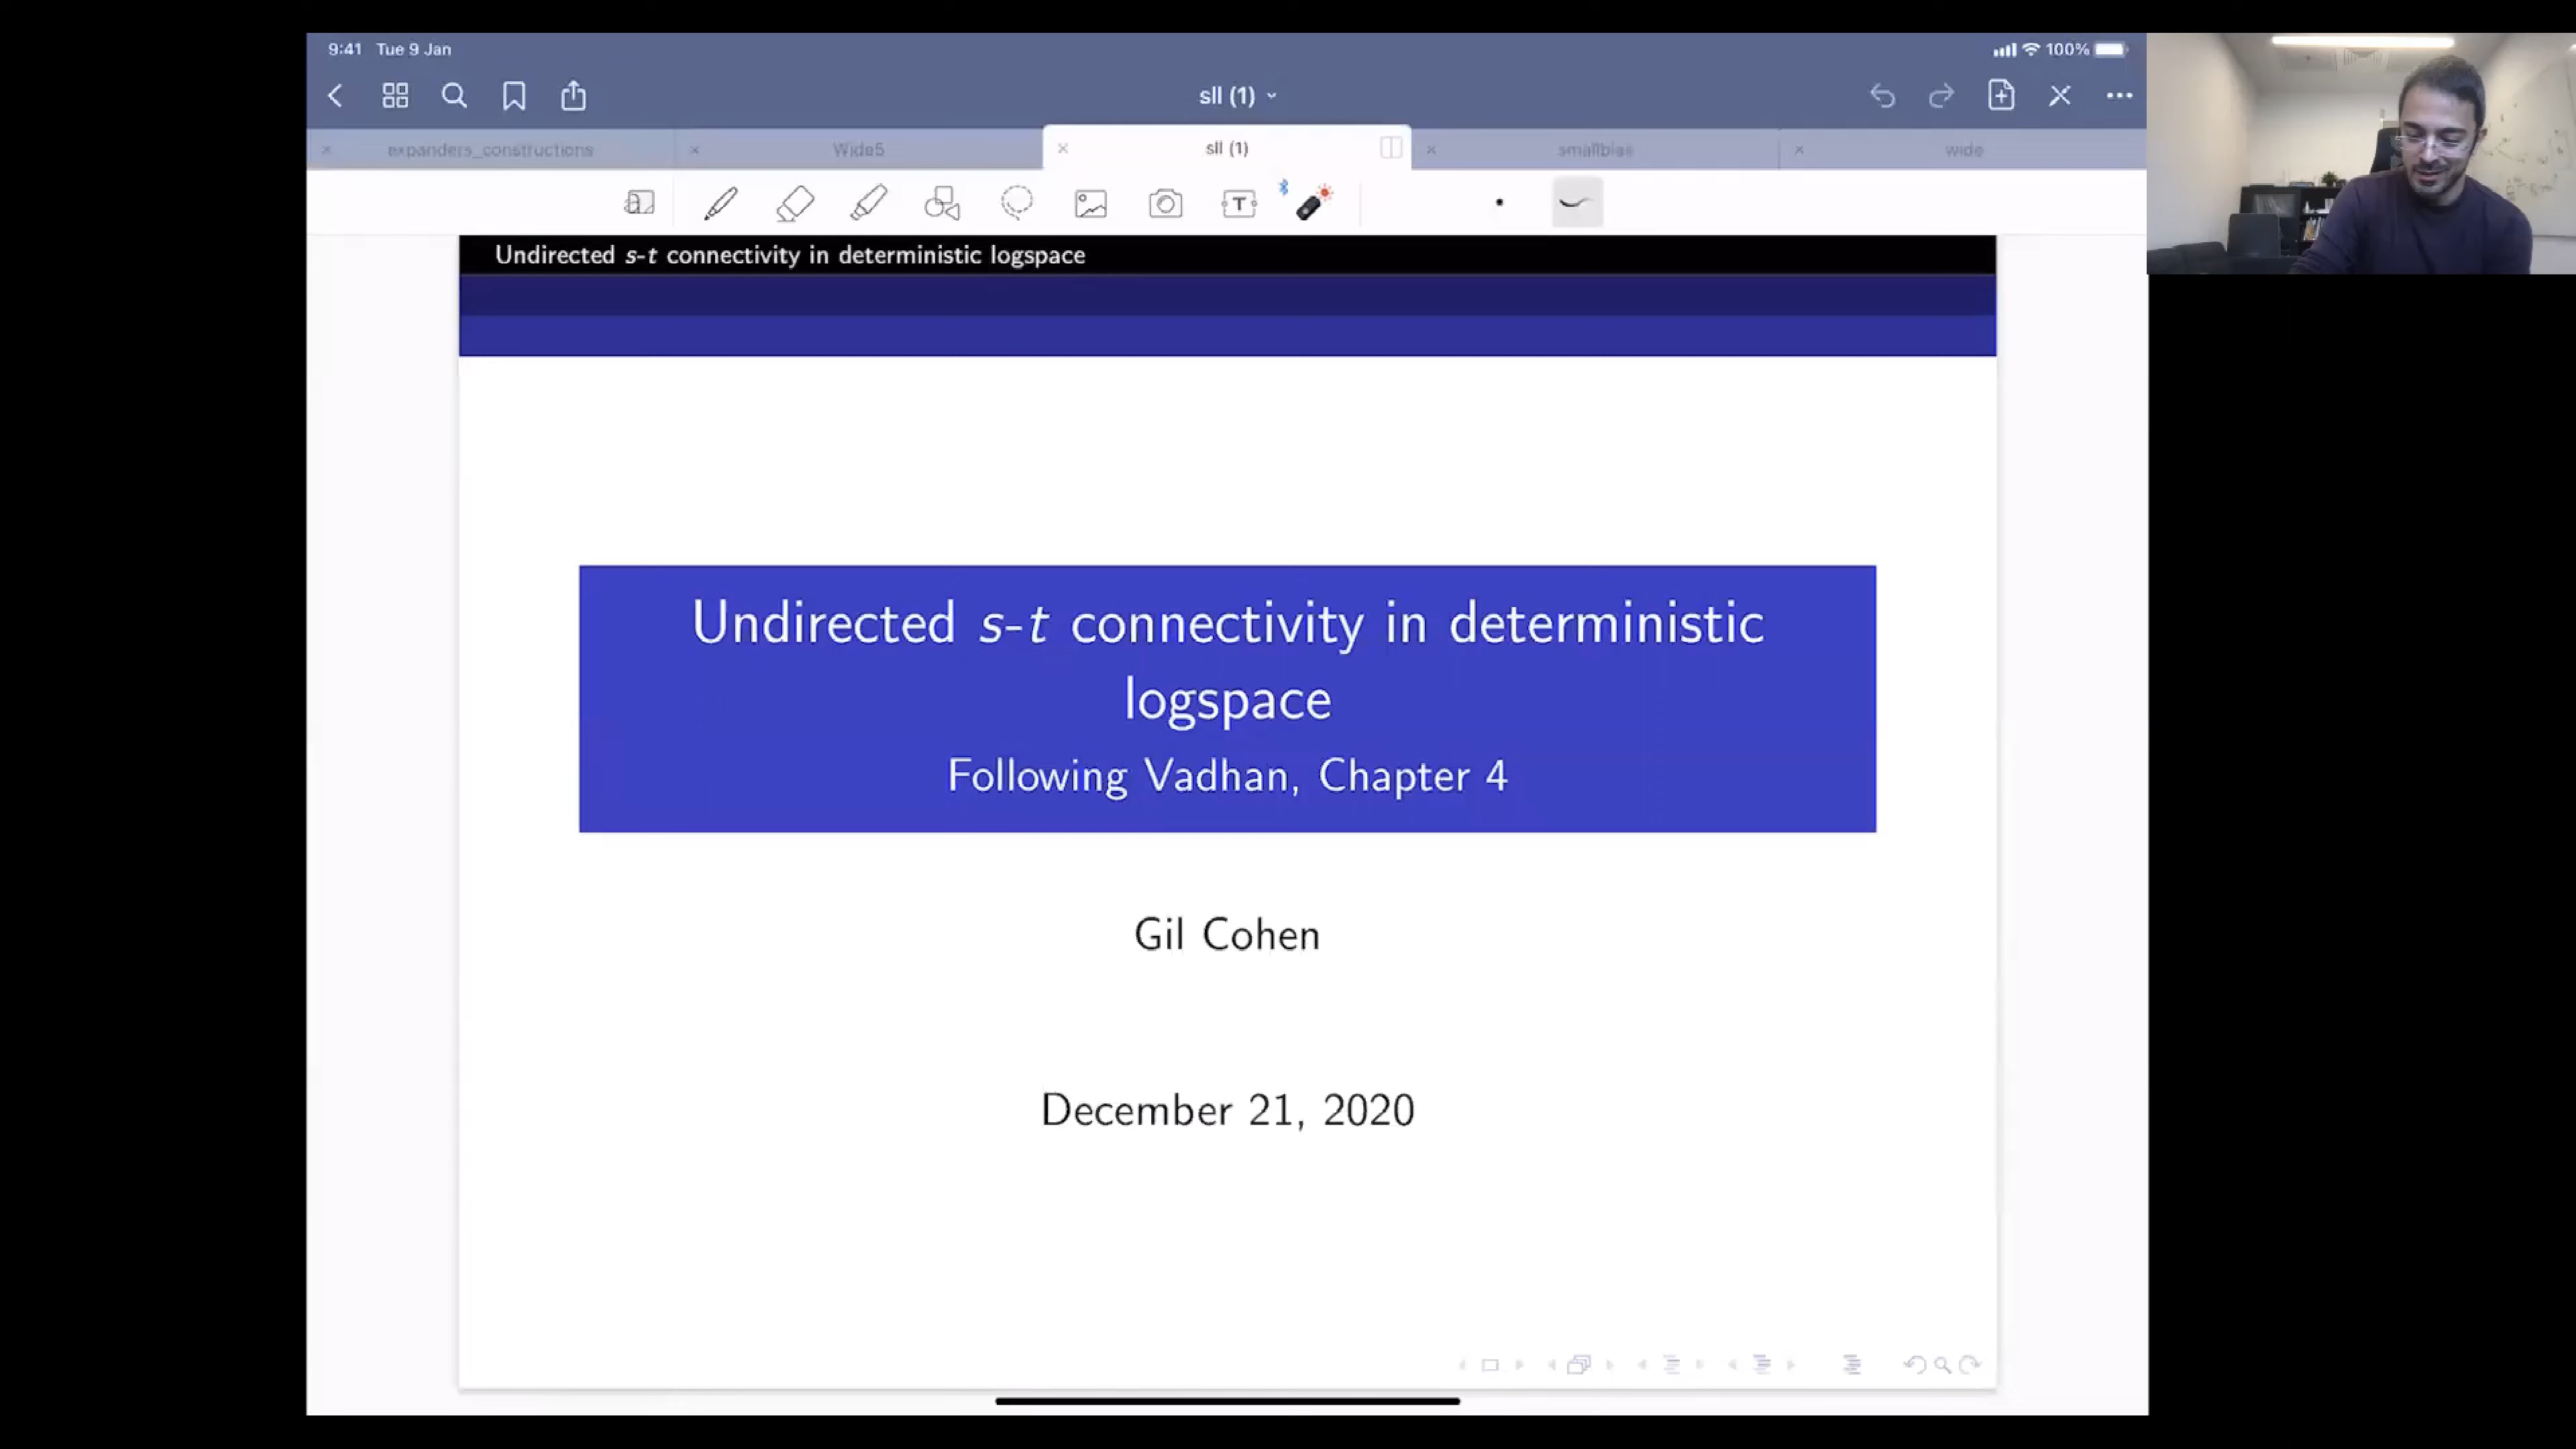 9:41 Tue 9 Jan
100%
sll (1)
expanders_constructions
Wide5
sll (1)
smallbias
wide
Undirected s-t connectivity in deterministic logspace
Undirected s-t connectivity in deterministic
logspace
Following Vadhan, Chapter 4
Gil Cohen
December 21, 2020